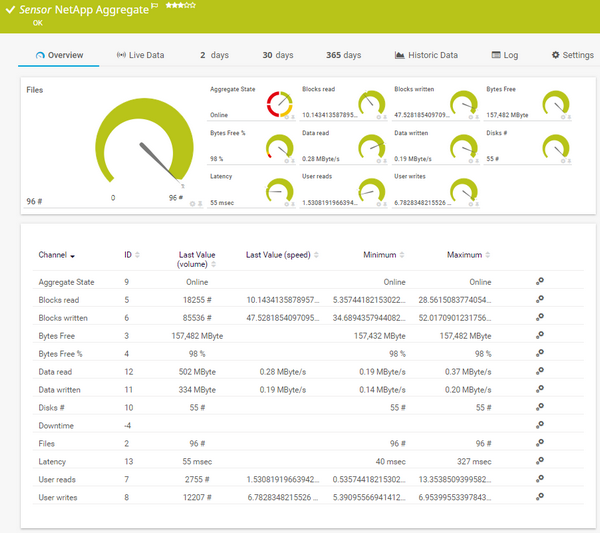 Sensor NetApp Aggregate
OK
Overview Live Data 2 days 30 days 365 days Historic Data Log Settings
Files
0 96 #
96 #
Aggregate State Blocks read Blocks written Bytes Free
Online 10.143413587895... 47.528185409709... 157,482 MByte
Bytes Free % Data read Data written Disks #
98 % 0.28 MByte/s 0.19 MByte/s 55 #
Latency User reads User writes
55 msec 1.5308191966394... 6.7828348215526 ...
Channel ID Last Value (volume) Last Value (speed) Minimum Maximum
Aggregate State 9 Online Online Online
Blocks read 5 18255 # 10.1434135878957... 5.35744182153022... 28.5615083774054...
Blocks written 6 85536 # 47.5281854097095... 34.6894357944082... 52.0170901231756...
Bytes Free 3 157,482 MByte 157,432 MByte 157,482 MByte
Bytes Free % 4 98 % 98 % 98 %
Data read 12 502 MByte 0.28 MByte/s 0.19 MByte/s 0.37 MByte/s
Data written 11 334 MByte 0.19 MByte/s 0.14 MByte/s 0.20 MByte/s
Disks # 10 55 # 55 # 55 #
Downtime -4
Files 2 96 # 96 # 96 #
Latency 13 55 msec 40 msec 327 msec
User reads 7 2755 # 1.53081919663942... 0.53574418215302... 13.3538509399582...
User writes 8 12207 # 6.7828348215526 ... 5.39095566941412... 6.95399553397843...